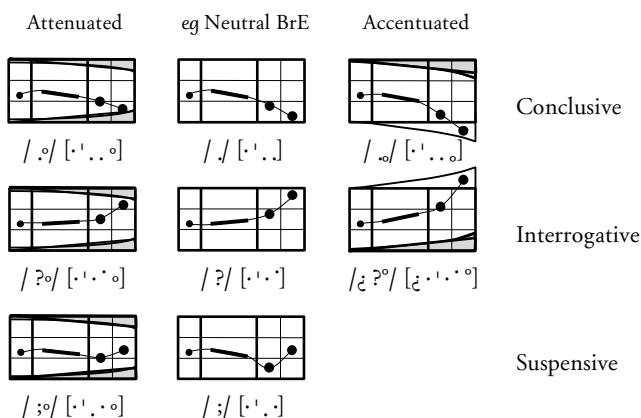 Attenuated eg Neutral BrE Accentuated
Conclusive
/ .∘/ [· ˈ . . ∘] / ./ [· ˈ . .] / .∘/ [· ˈ . . ∘]
Interrogative
/ ?∘/ [· ˈ · ˙ ∘] / ?/ [· ˈ · ˙] /¿ ?°/ [¿ · ˈ · ˙ °]
Suspensive
/ ;∘/ [· ˈ . · ∘] / ;/ [· ˈ . ·]